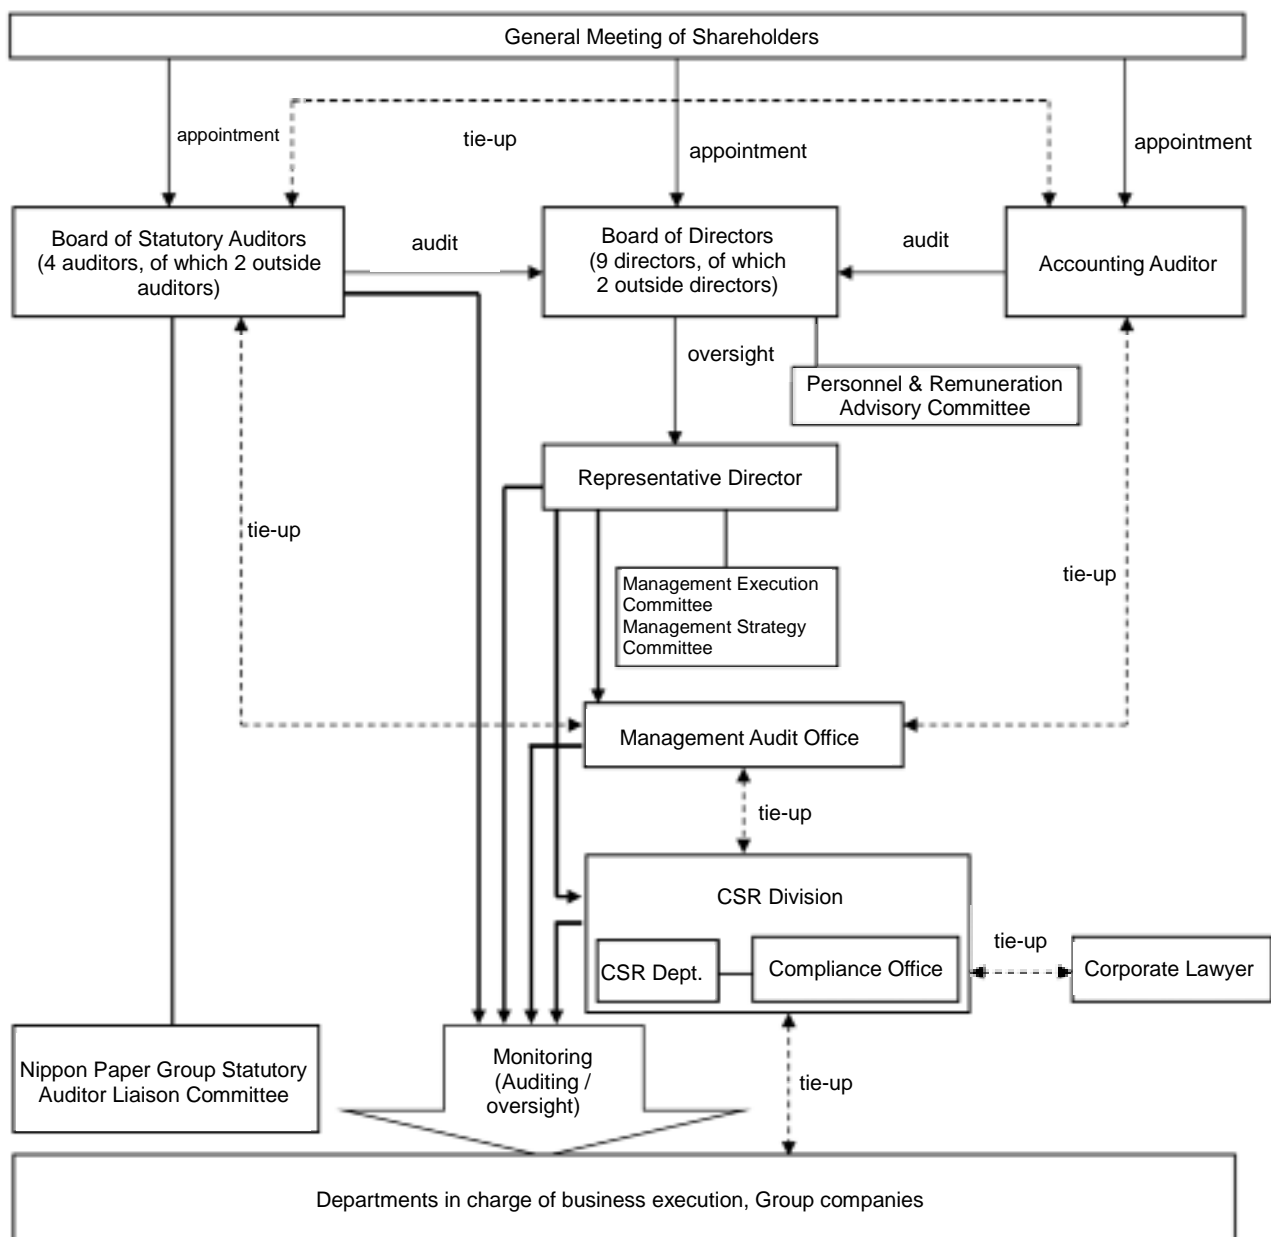 General Meeting of Shareholders
appointment
tie-up
appointment
appointment
Board of Statutory Auditors
(4 auditors, of which 2 outside
auditors)
audit
Board of Directors
(9 directors, of which
2 outside directors)
audit
Accounting Auditor
oversight
Personnel & Remuneration
Advisory Committee
Representative Director
tie-up
Management Execution
Committee
Management Strategy
Committee
tie-up
Management Audit Office
tie-up
CSR Division
CSR Dept.
Compliance Office
tie-up
Corporate Lawyer
Nippon Paper Group Statutory
Auditor Liaison Committee
Monitoring
(Auditing /
oversight)
tie-up
Departments in charge of business execution, Group companies